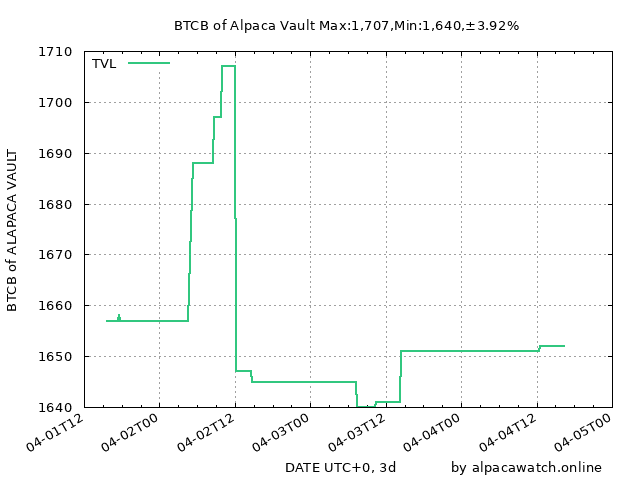 BTCB of Alpaca Vault Max:1,707,Min:1,640,±3.92%
TVL
1710
1700
1690
1680
1670
1660
1650
1640
BTCB of ALAPACA VAULT
04-01T12
04-02T00
04-02T12
04-03T00
04-03T12
04-04T00
04-04T12
04-05T00
DATE UTC+0, 3d
by alpacawatch.online